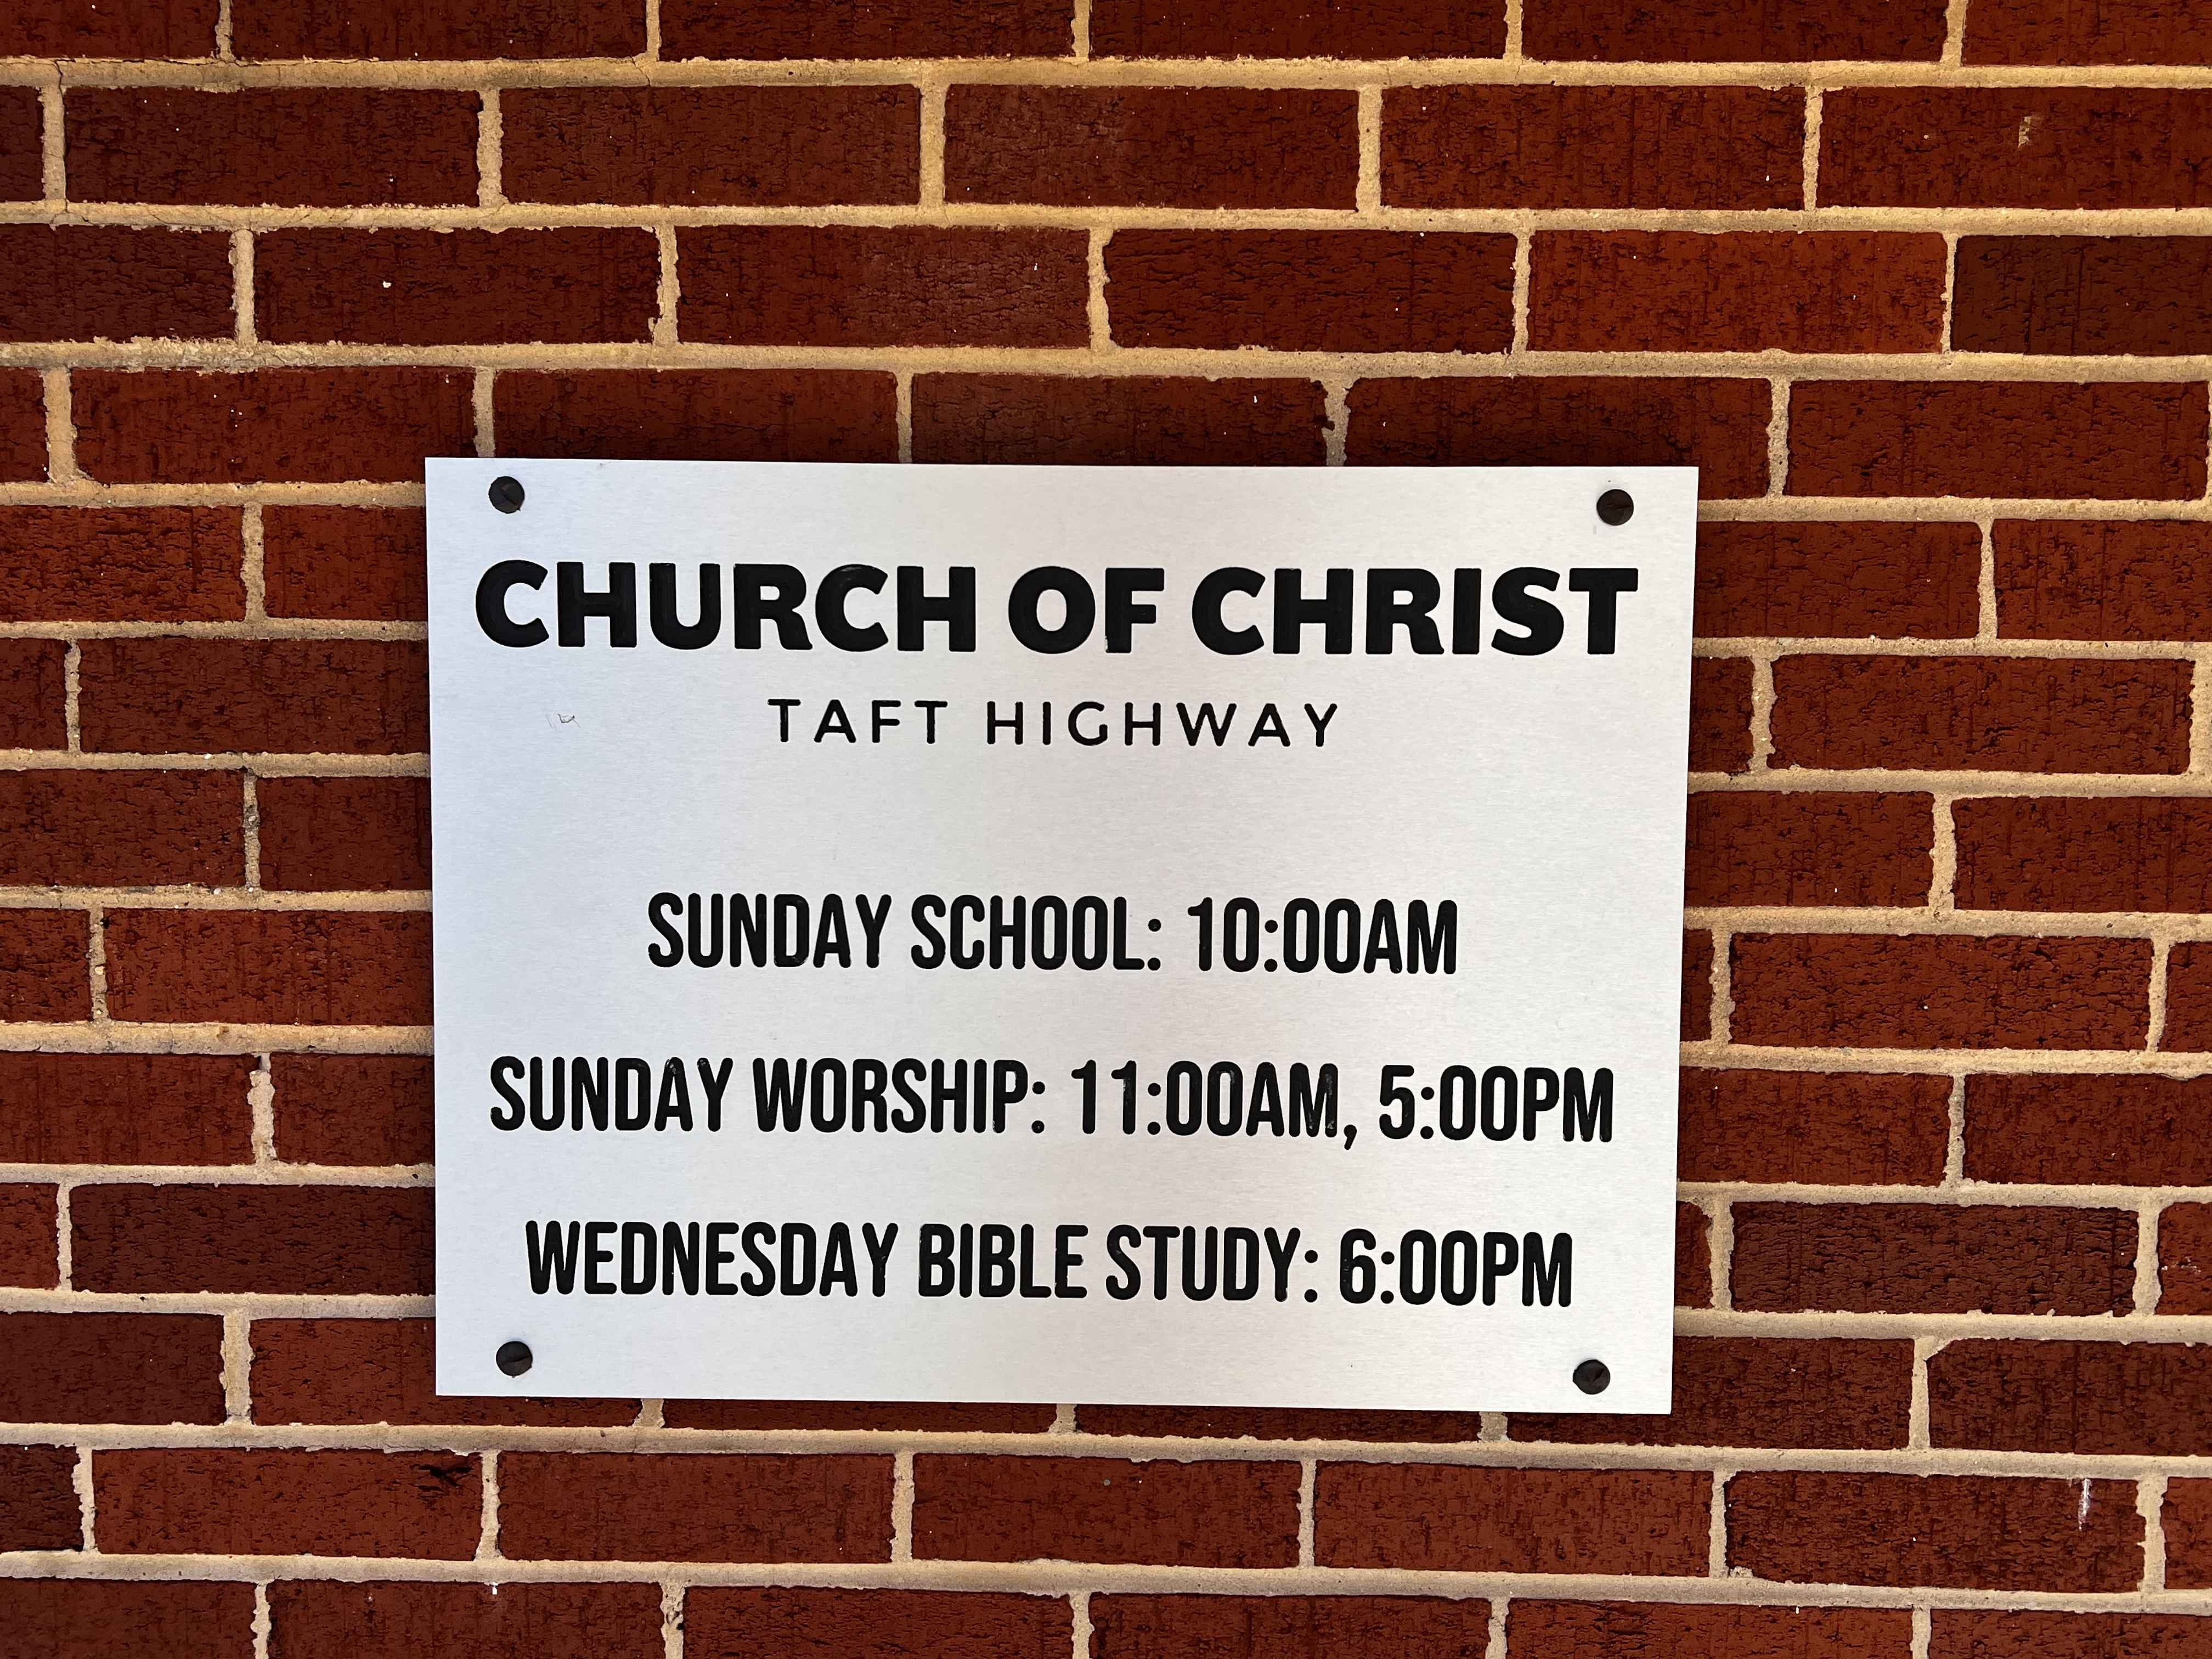 CHURCH OF CHRIST
TAFT HIGHWAY
SUNDAY SCHOOL: 10:00AM
SUNDAY WORSHIP: 11:00AM, 5:00PM
WEDNESDAY BIBLE STUDY: 6:00PM